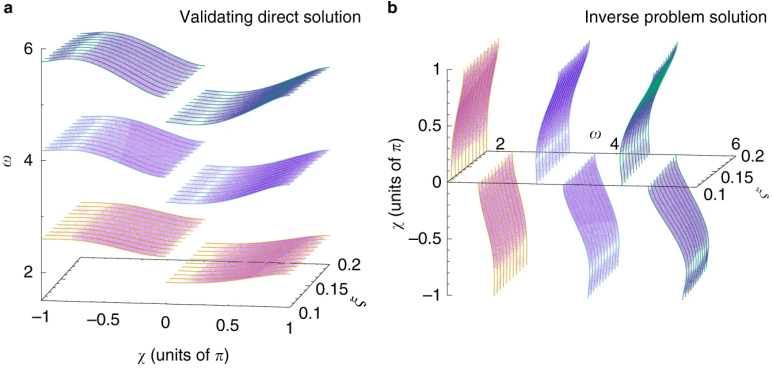 a
Validating direct solution
6
4
2
ω
−1
−0.5
0
0.5
1
0.1
0.15
0.2
ξ
χ (units of π)
b
Inverse problem solution
1
0.5
0
−0.5
−1
χ (units of π)
2
ω
4
6
0.2
0.15
0.1
ξ